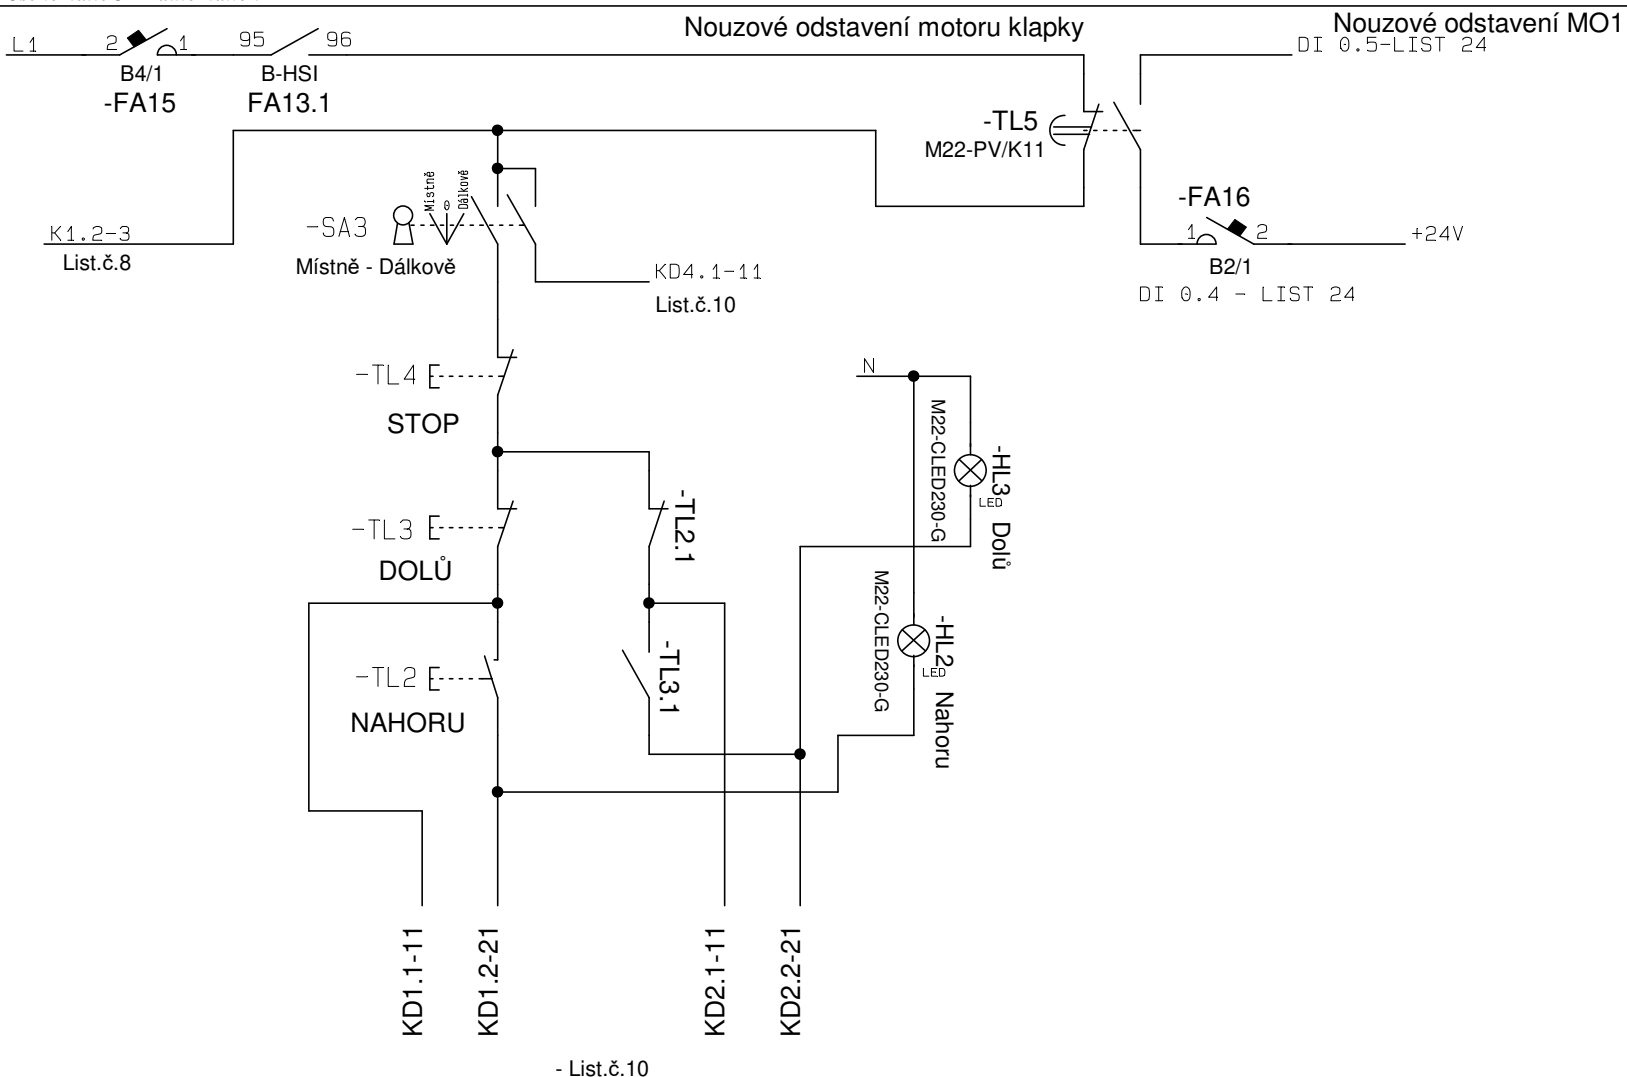 Nouzové odstavení motoru klapky
Nouzové odstavení MO1
L1
2
1
95
96
DI 0.5-LIST 24
B4/1
B-HSI
-FA15
FA13.1
-TL5
M22-PV/K11
-FA16
1
2
+24V
B2/1
DI 0.4 - LIST 24
K1.2-3
List.č.8
-SA3
Místně
0
Dálkově
Místně - Dálkově
KD4.1-11
List.č.10
-TL4
STOP
N
M22-CLED230-G
-HL3
LED
Dolů
-TL3
DOLŮ
-TL2.1
M22-CLED230-G
-HL2
LED
Nahoru
-TL2
NAHORU
-TL3.1
KD1.1-11
KD1.2-21
KD2.1-11
KD2.2-21
- List.č.10